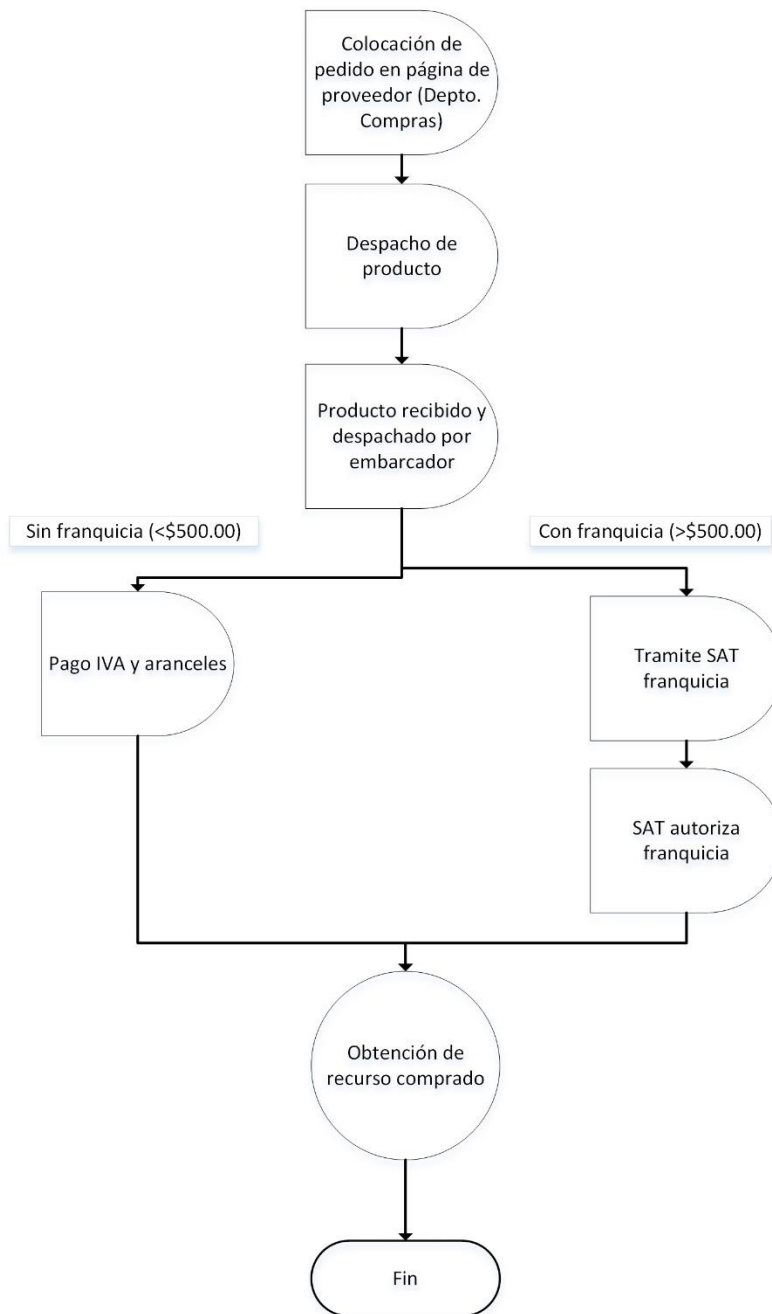 Colocación de
pedido en página de
proveedor (Depto.
Compras)
Despacho de
producto
Producto recibido y
despachado por
embarcador
Sin franquicia (<$500.00)
Con franquicia (>$500.00)
Pago IVA y aranceles
Tramite SAT
franquicia
SAT autoriza
franquicia
Obtención de
recurso comprado
Fin